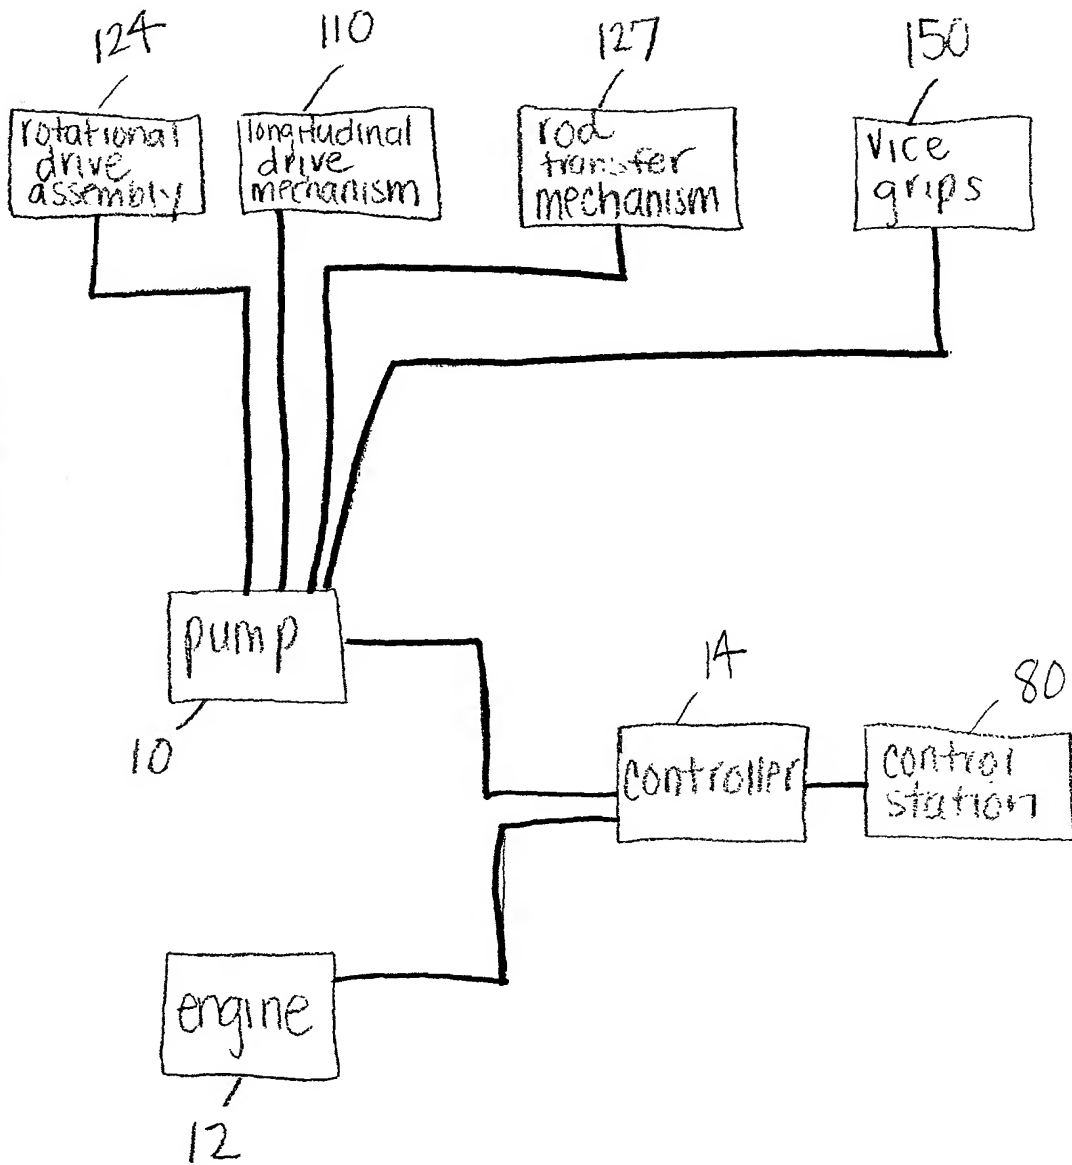 124
110
127
150
rotational
drive
assembly
longitudinal
drive
mechanism
rod
transfer
mechanism
vice
grips
pump
10
14
80
controller
control
station
engine
12